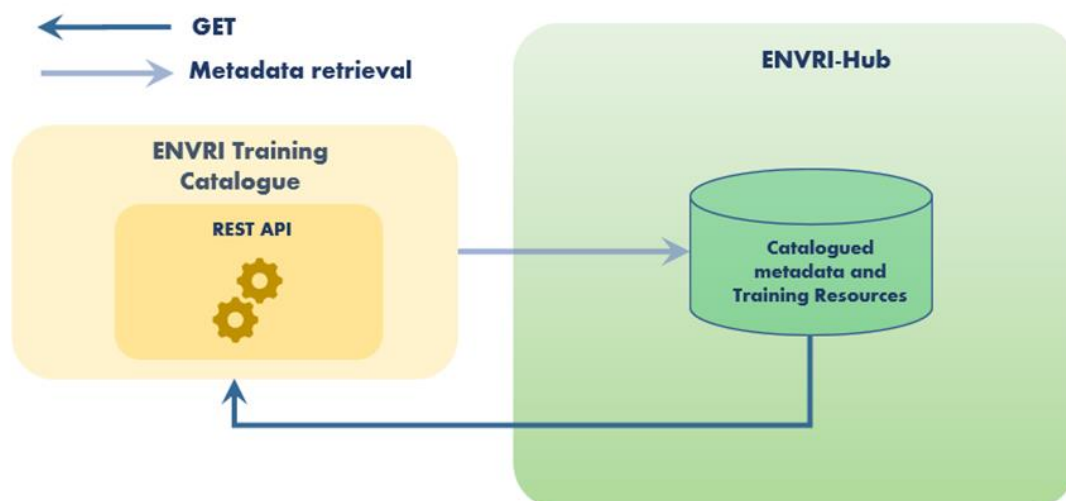 GET
Metadata retrieval
ENVRI-Hub
ENVRI Training
Catalogue
REST API
Catalogued
metadata and
Training Resources